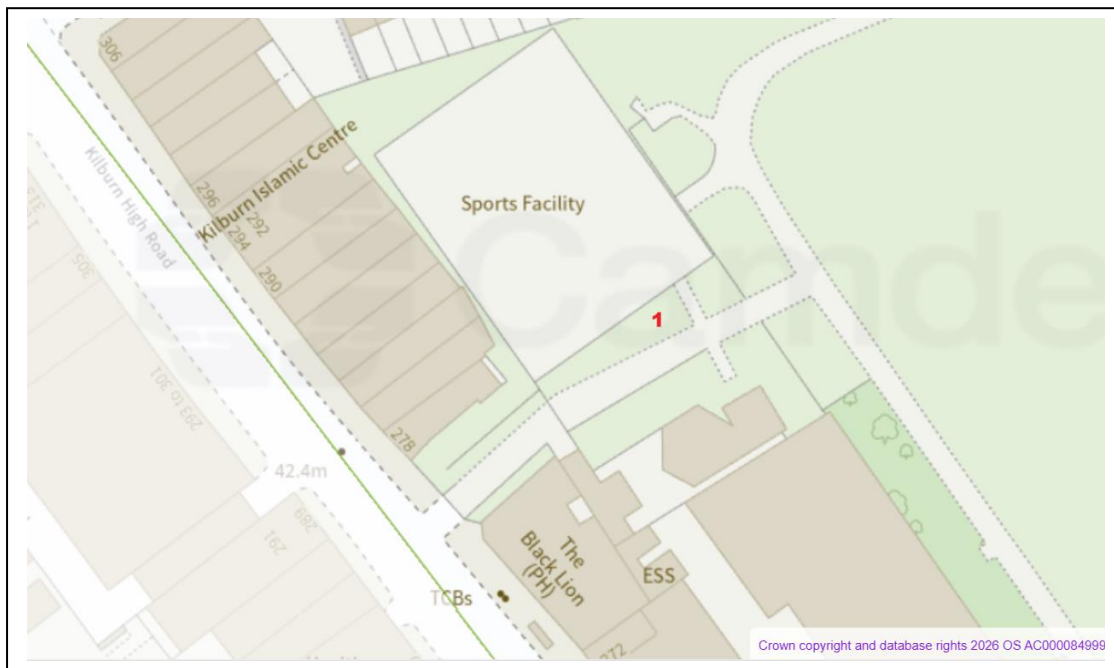 306
Kilburn Islamic Centre
296
292
294
290
Kilburn High Road
315
305
Sports Facility
Camde
1
293 to 301
278
42.4m
289
291
The
Black Lion
(PH)
ESS
TCBs
272
Crown copyright and database rights 2026 OS AC000084999